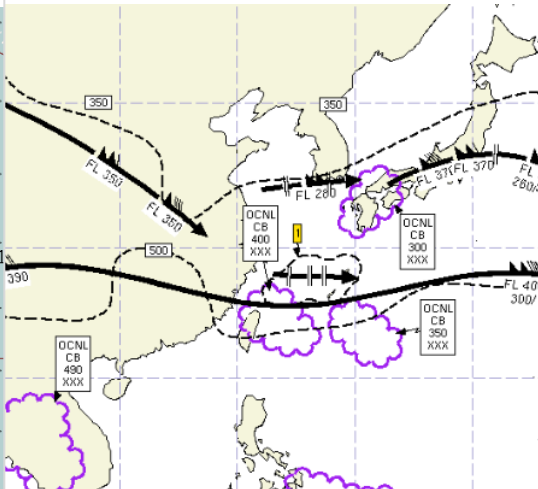 350
350
FL 350
FL 350
FL 280
FL 370
FL 370
FL
260/
OCNL
CB
400
XXX
1
OCNL
CB
300
XXX
500
390
FL 40
300/
OCNL
CB
350
XXX
OCNL
CB
490
XXX